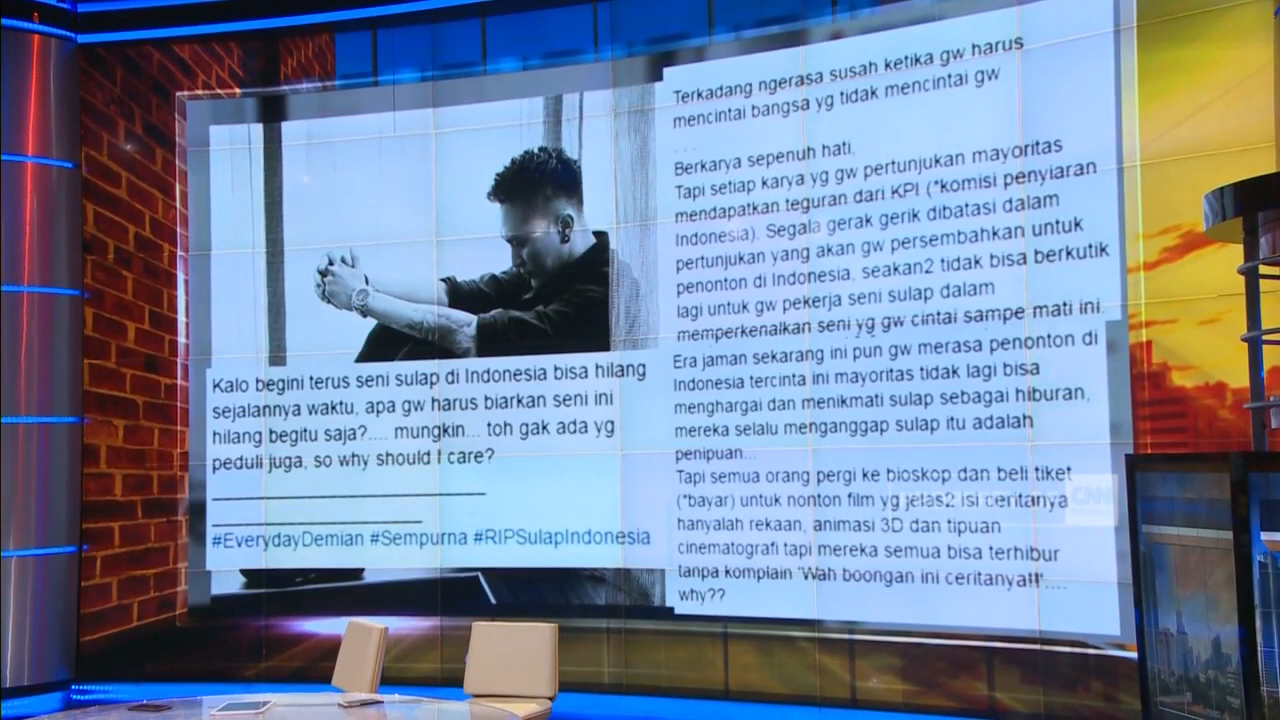 Terkadang ngerasa susah ketika gw harus
mencintai bangsa yg tidak mencintai gw
. . .
Berkarya sepenuh hati,
Tapi setiap karya yg gw pertunjukan mayoritas
mendapatkan teguran dari KPI (*komisi penyiaran
Indonesia). Segala gerak gerik dibatasi dalam
pertunjukan yang akan gw persembahkan untuk
penonton di Indonesia, seakan2 tidak bisa berkutik
lagi untuk gw pekerja seni sulap dalam
memperkenalkan seni yg gw cintai sampe mati ini.
Era jaman sekarang ini pun gw merasa penonton di
Indonesia tercinta ini mayoritas tidak lagi bisa
menghargai dan menikmati sulap sebagai hiburan,
mereka selalu menganggap sulap itu adalah
penipuan...
Tapi semua orang pergi ke bioskop dan beli tiket
(*bayar) untuk nonton film yg jelas2 isi ceritanya
hanyalah rekaan, animasi 3D dan tipuan
cinematografi tapi mereka semua bisa terhibur
tanpa komplain 'Wah boongan ini ceritanya!!'....
why??
Kalo begini terus seni sulap di Indonesia bisa hilang
sejalannya waktu, apa gw harus biarkan seni ini
hilang begitu saja?.... mungkin... toh gak ada yg
peduli juga, so why should I care?
#EverydayDemian #Sempurna #RIPSulapIndonesia
CNN